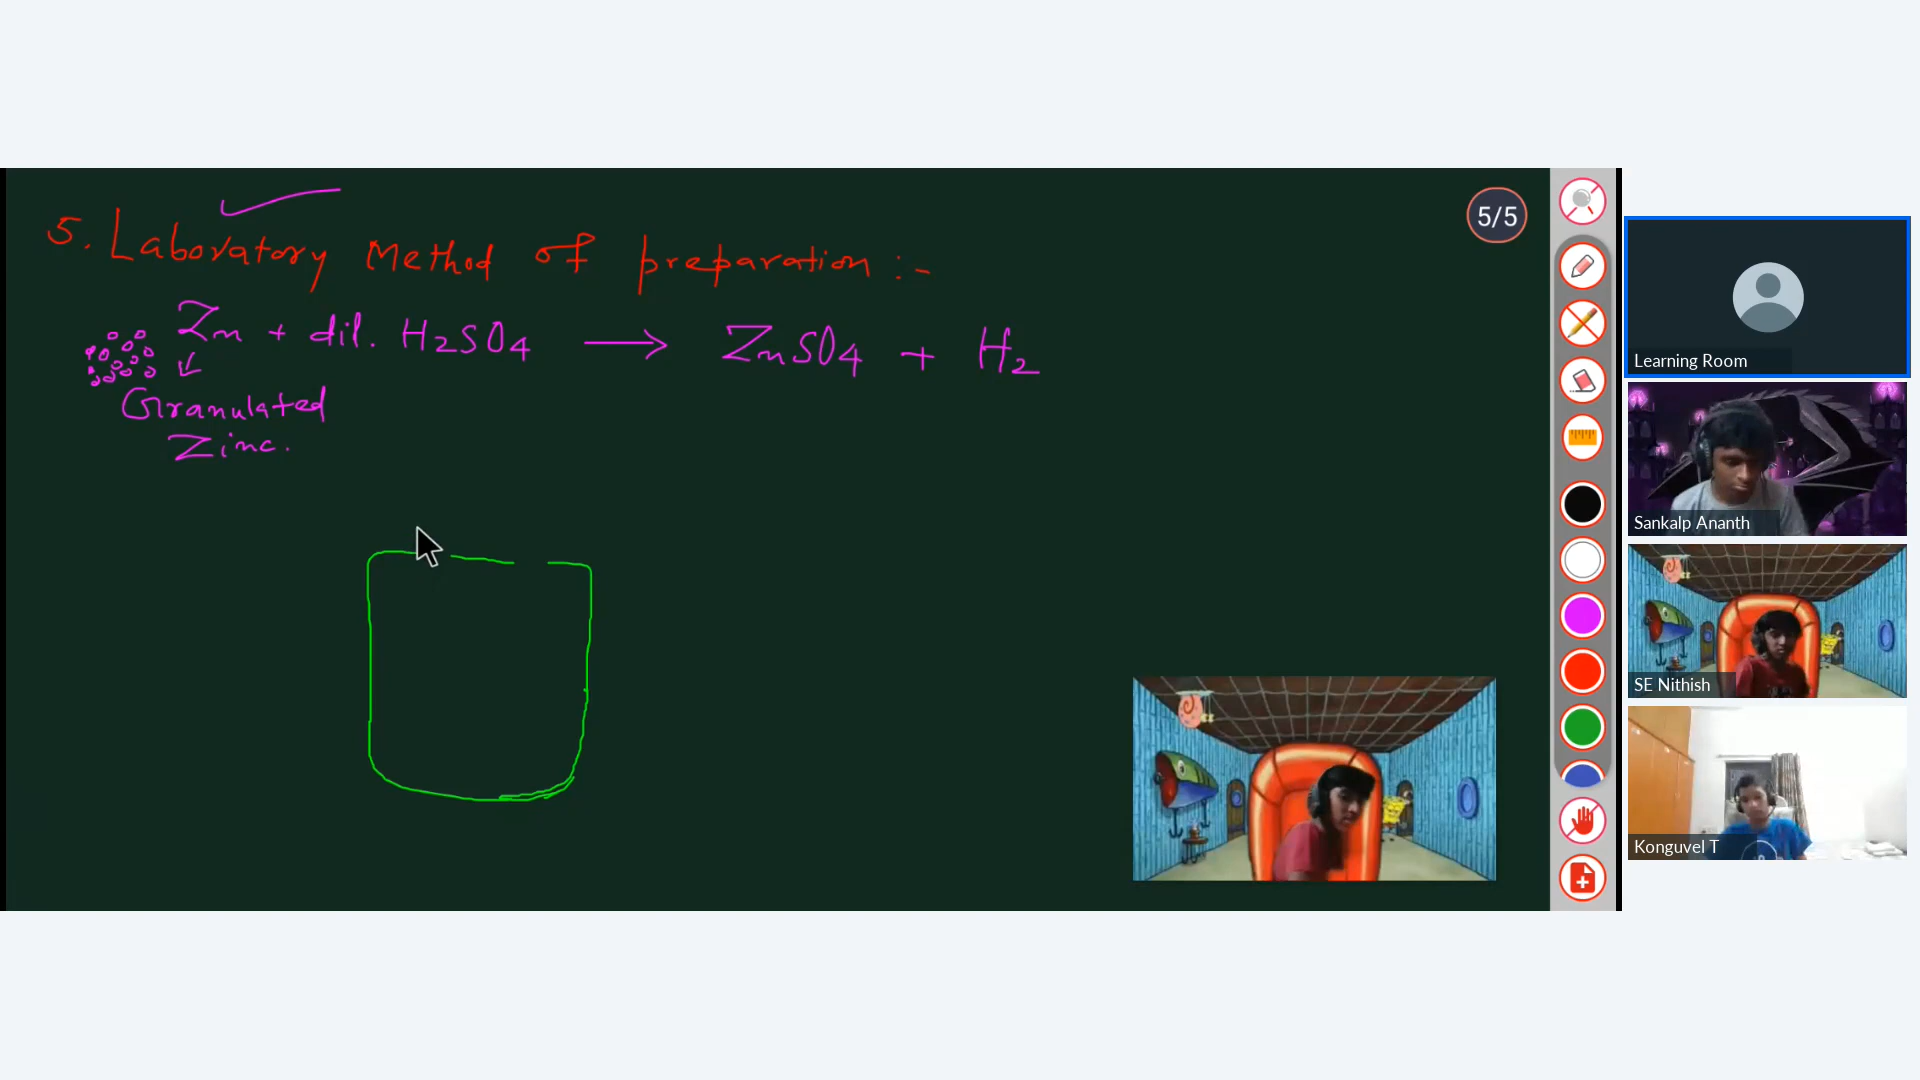 5. Laboratory Method of preparation :-
5/5
Zn + dil. H2SO4 → ZnSO4 + H2
Granulated
Zinc.
Learning Room
Sankalp Ananth
SE Nithish
Konguvel T